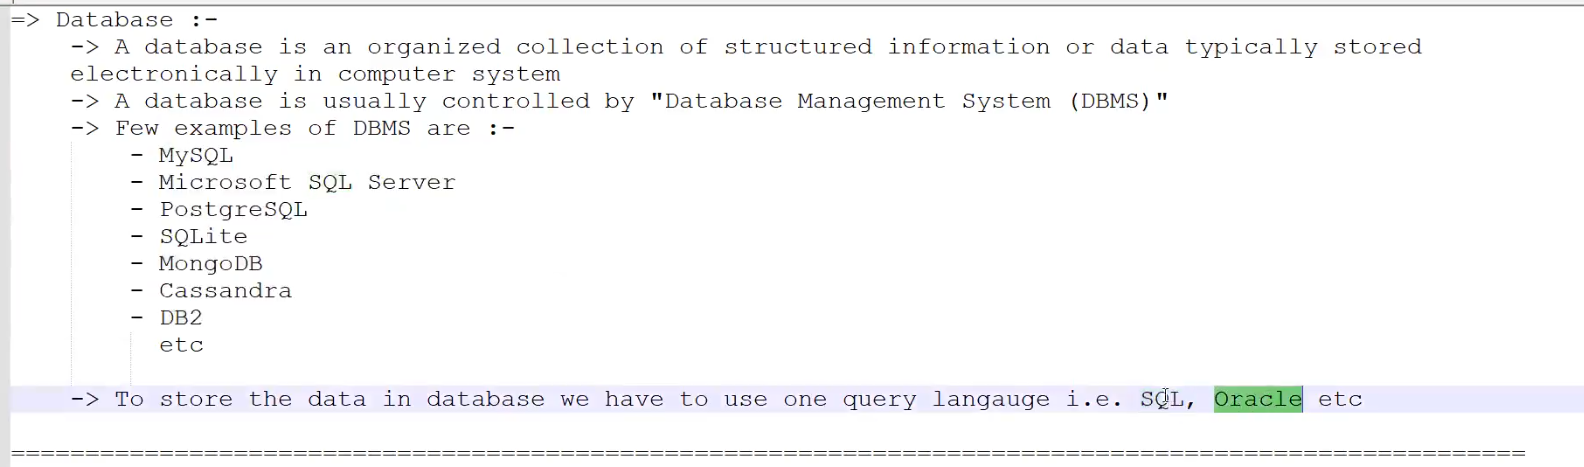 => Database :-
-> A database is an organized collection of structured information or data typically stored
electronically in computer system
-> A database is usually controlled by "Database Management System (DBMS)"
-> Few examples of DBMS are :-
- MySQL
- Microsoft SQL Server
- PostgreSQL
- SQLite
- MongoDB
- Cassandra
- DB2
etc
-> To store the data in database we have to use one query langauge i.e. SQL, Oracle etc
=======================================================================================================